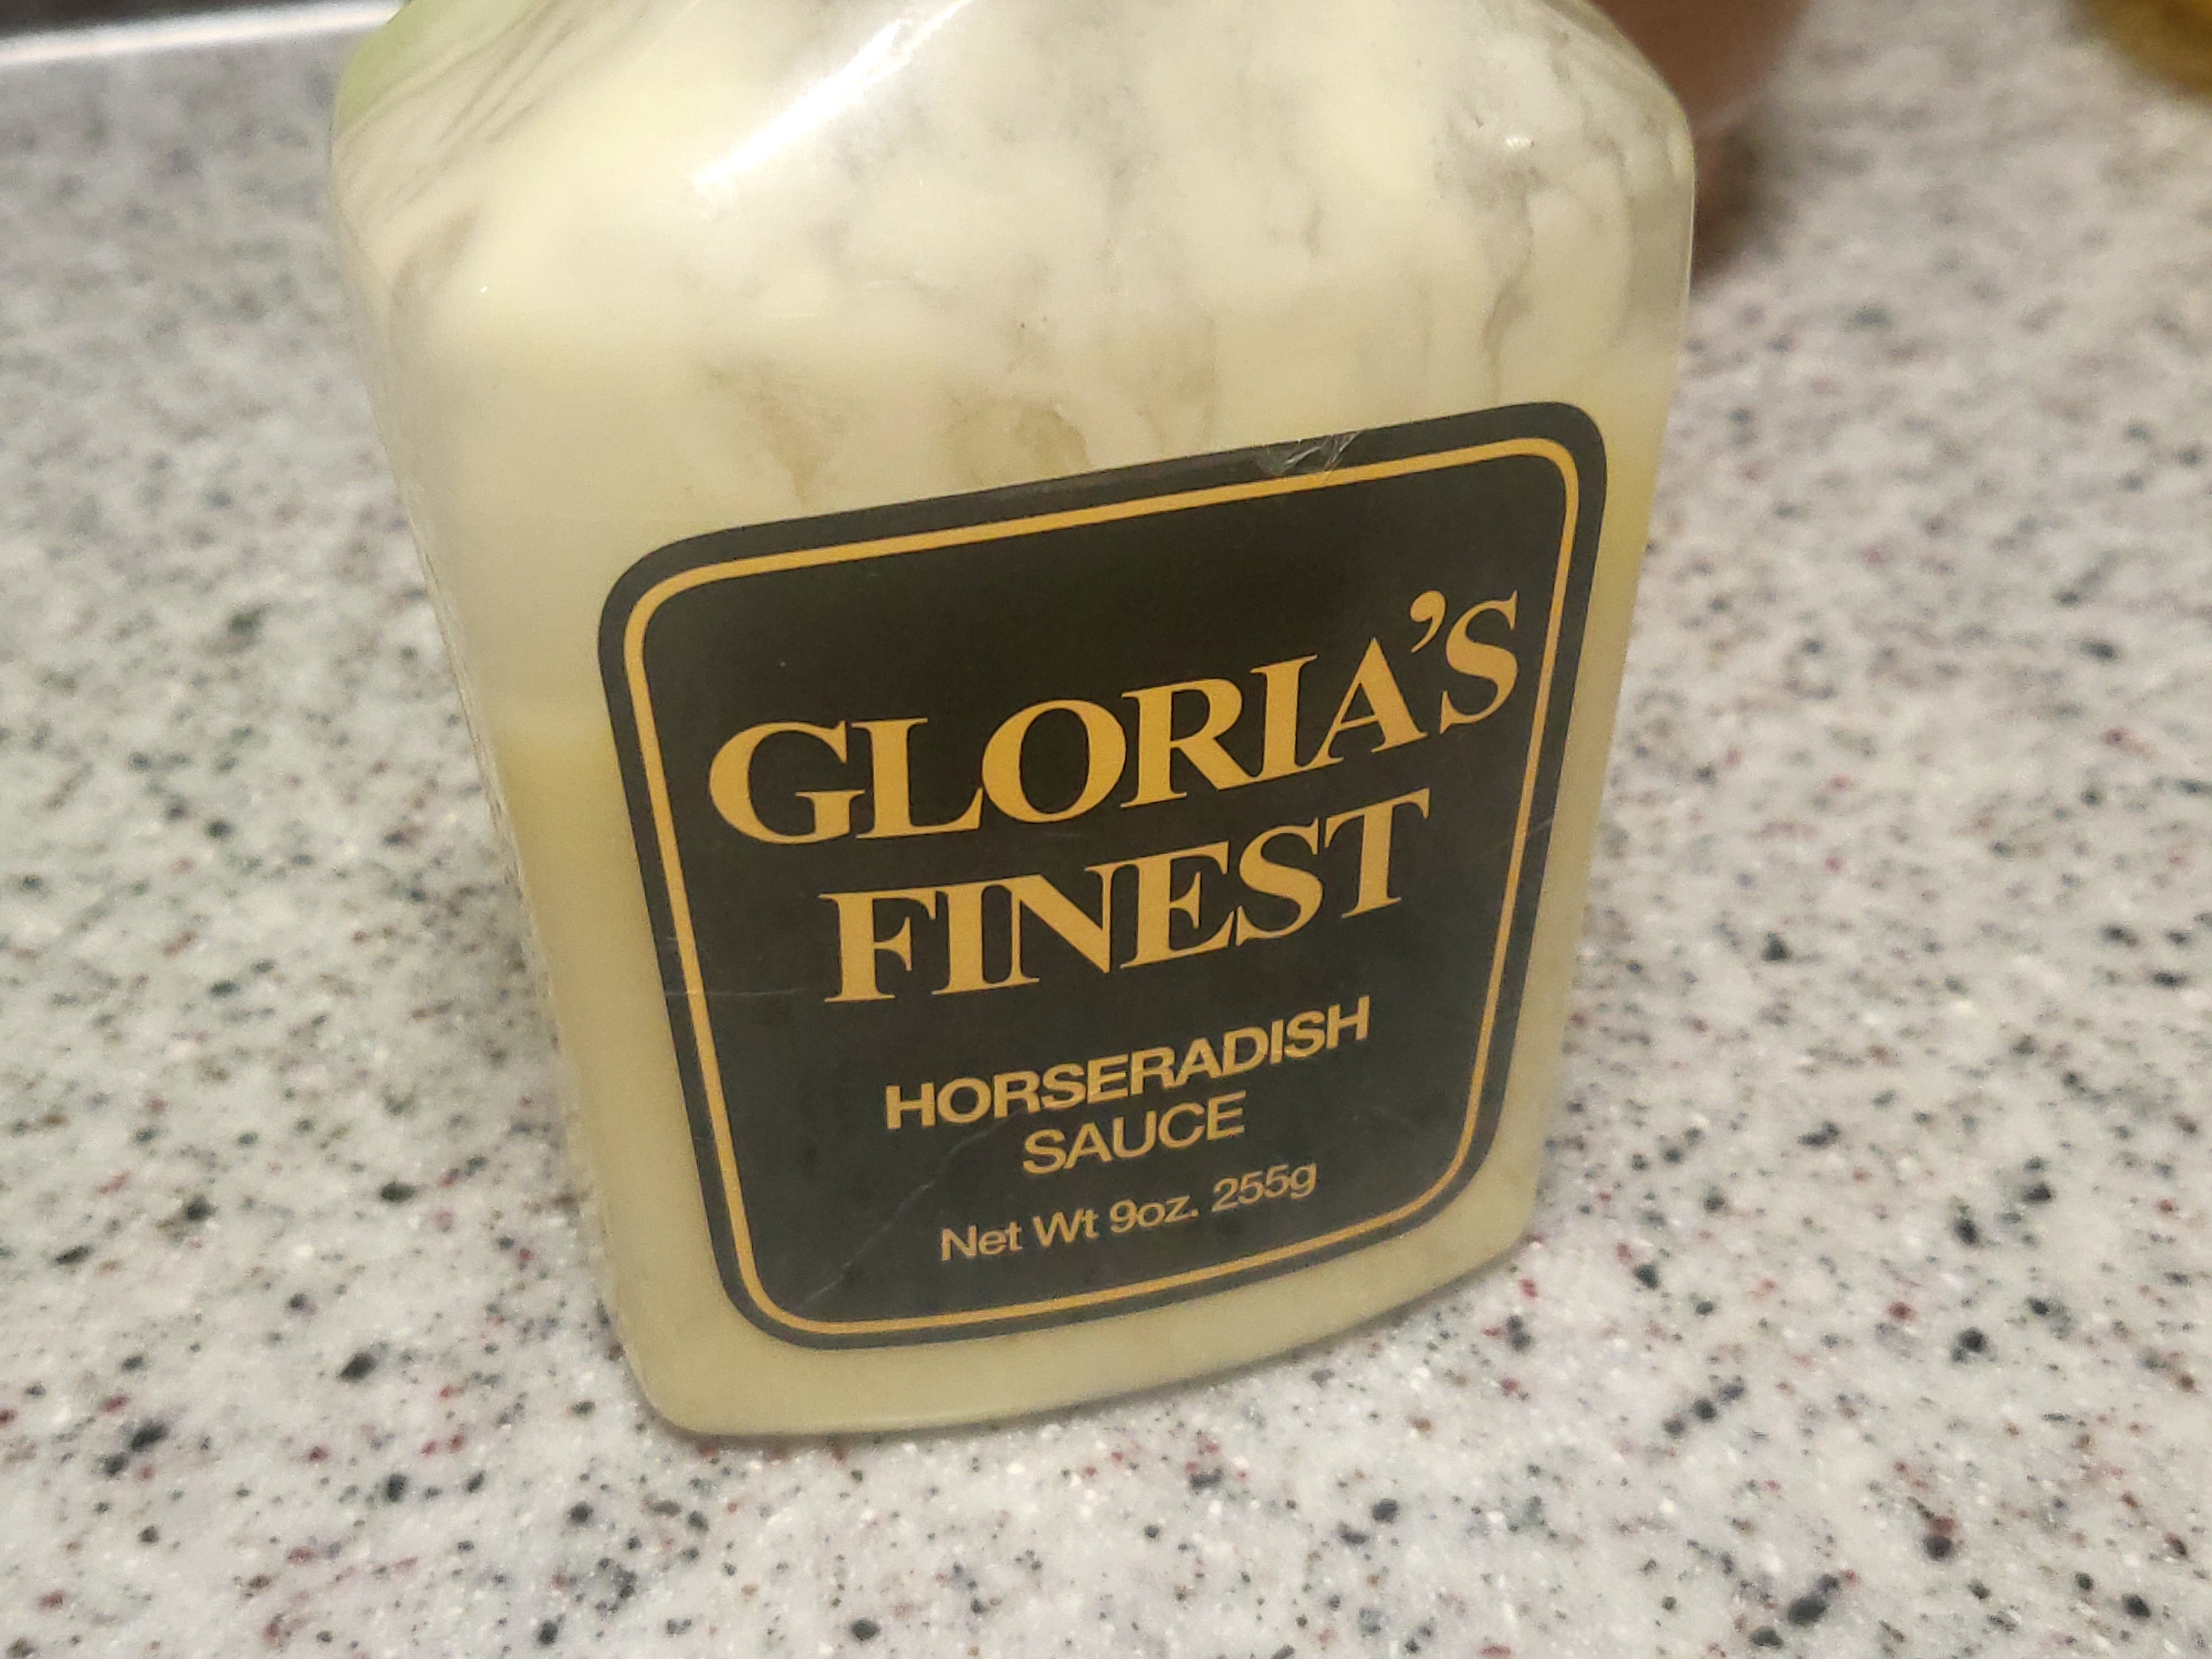 GLORIA'S
FINEST
HORSERADISH
SAUCE
Net Wt 9oz. 255g